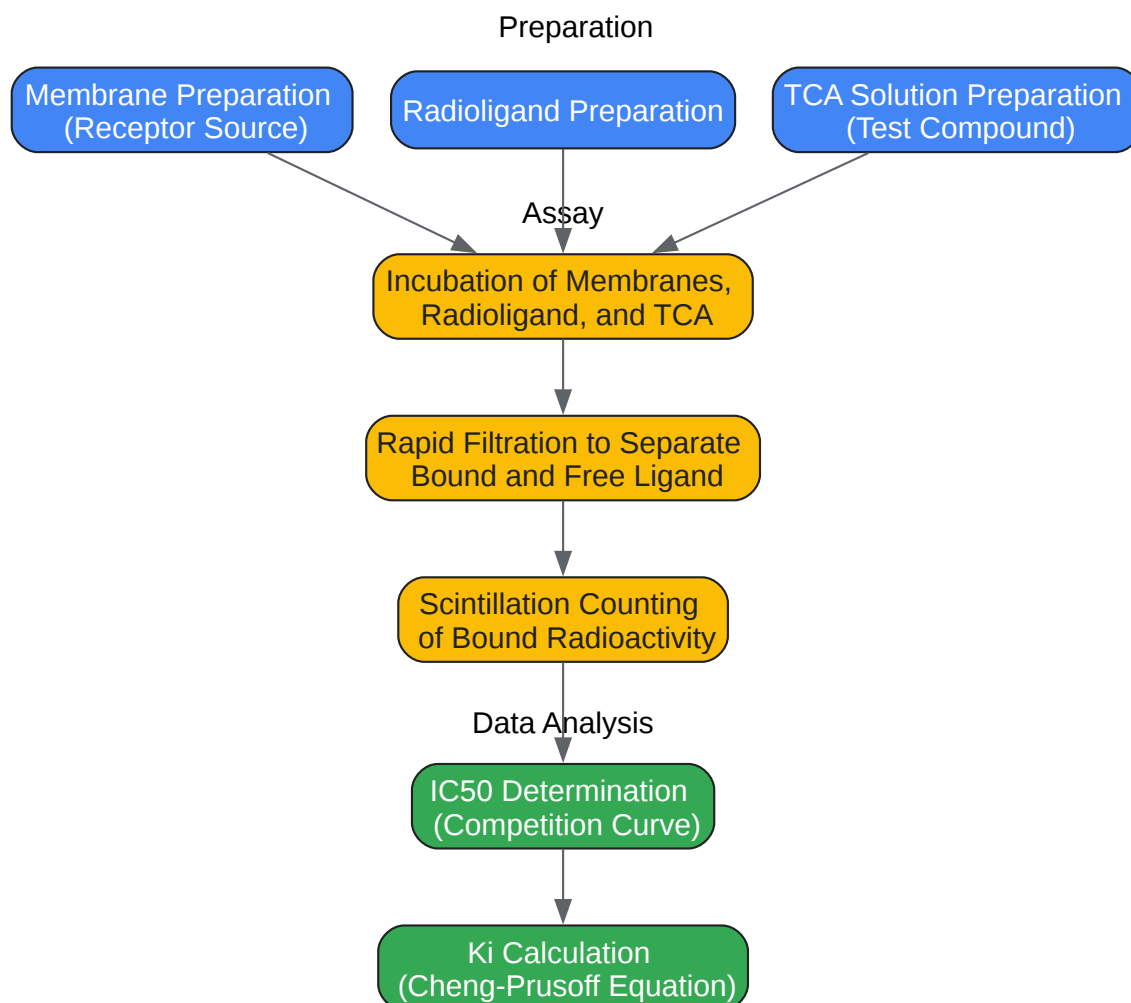 Preparation
Membrane Preparation
(Receptor Source)
Radioligand Preparation
TCA Solution Preparation
(Test Compound)
Assay
Incubation of Membranes,
Radioligand, and TCA
Rapid Filtration to Separate
Bound and Free Ligand
Scintillation Counting
of Bound Radioactivity
Data Analysis
IC50 Determination
(Competition Curve)
Ki Calculation
(Cheng-Prusoff Equation)